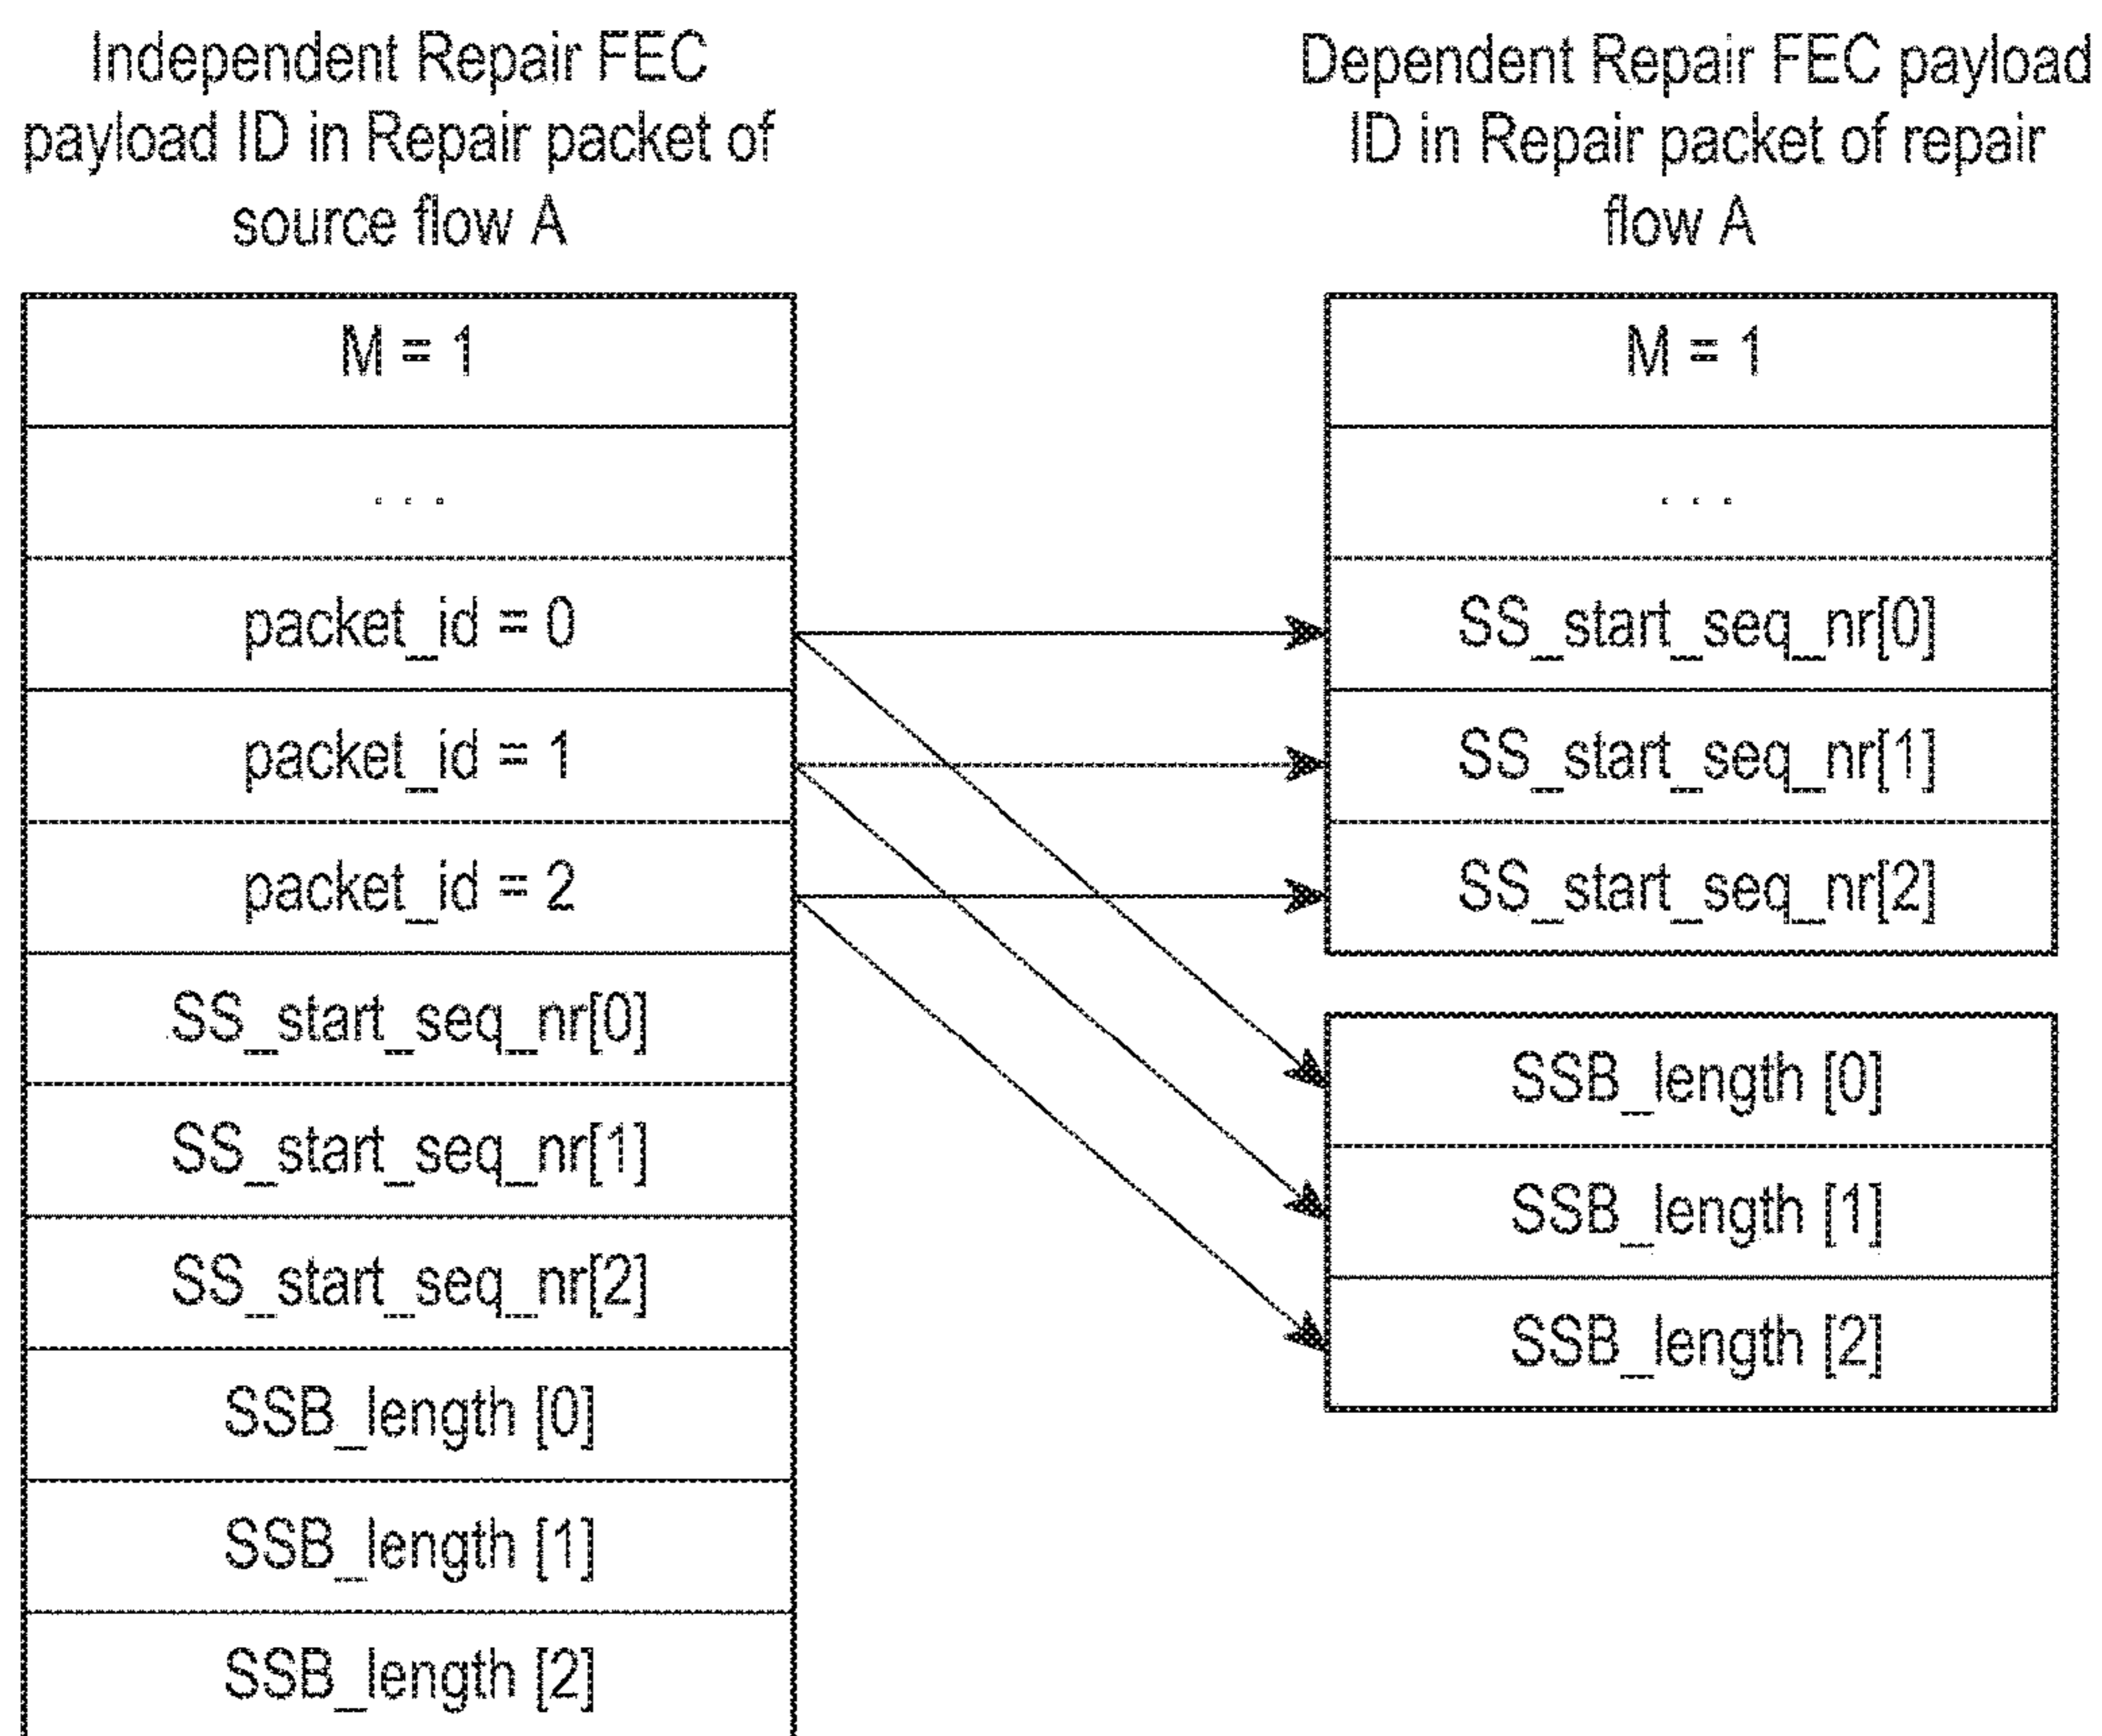 Independent Repair FEC
payload ID in Repair packet of
source flow A
M = 1
. . .
packet_id = 0
packet_id = 1
packet_id = 2
SS_start_seq_nr[0]
SS_start_seq_nr[1]
SS_start_seq_nr[2]
SSB_length [0]
SSB_length [1]
SSB_length [2]
Dependent Repair FEC payload
ID in Repair packet of repair
flow A
M = 1
. . .
SS_start_seq_nr[0]
SS_start_seq_nr[1]
SS_start_seq_nr[2]
SSB_length [0]
SSB_length [1]
SSB_length [2]